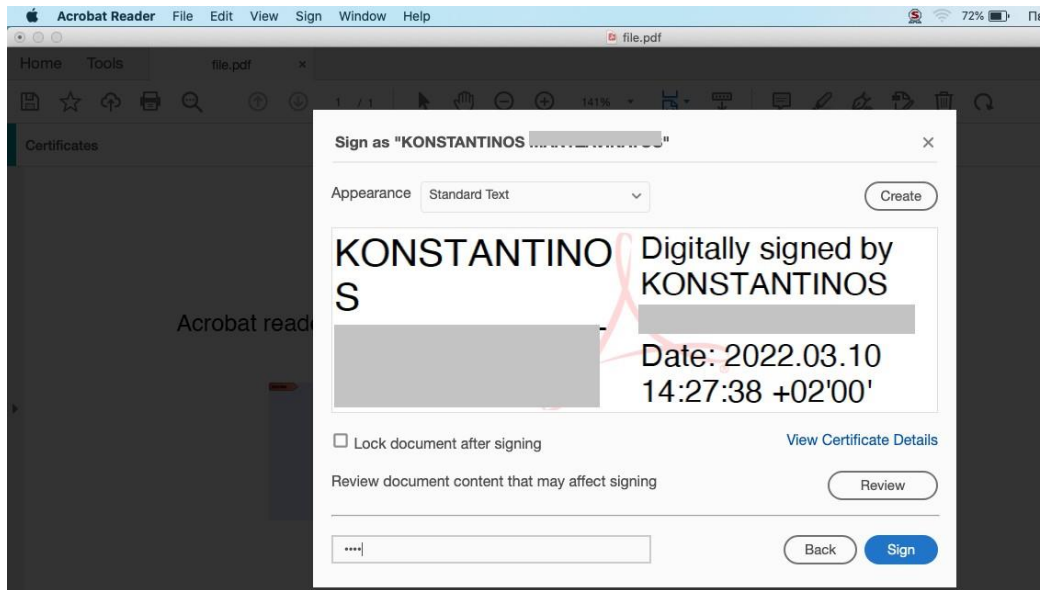 Acrobat Reader File Edit View Sign Window Help 72%
file.pdf
Home Tools file.pdf ×
1 / 1 141%
Certificates
Sign as "KONSTANTINOS "
Appearance Standard Text Create
KONSTANTINO
S
Digitally signed by
KONSTANTINOS
Date: 2022.03.10
14:27:38 +02'00'
Acrobat reade
Lock document after signing View Certificate Details
Review document content that may affect signing Review
•••• Back Sign